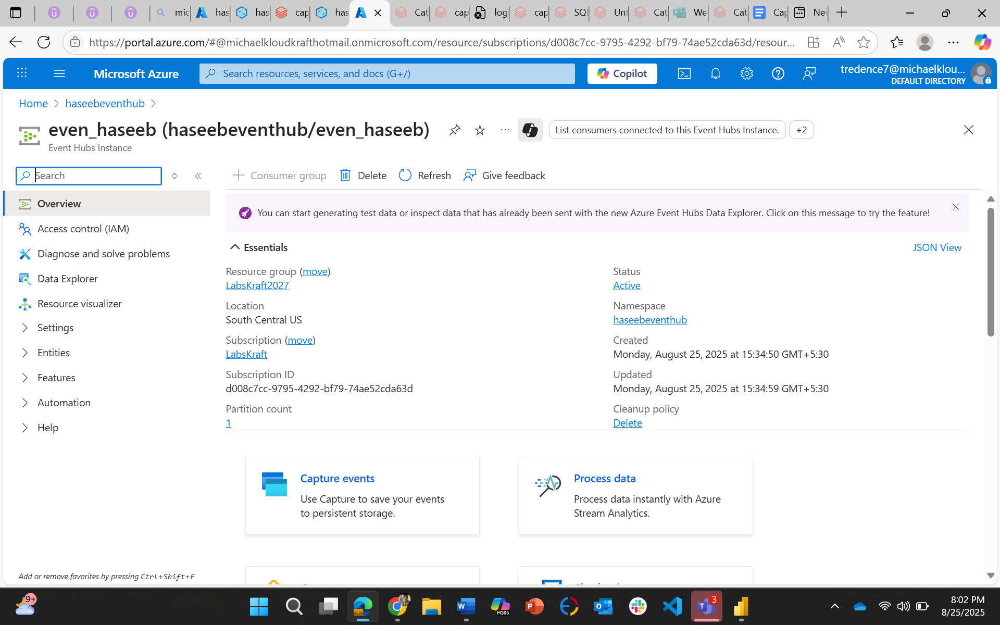 mic
has
has
cap
has
Cat
cap
log
cap
SQL
Unt
Cat
We
Cat
Cap
Nev
https://portal.azure.com/#@michaelkloudkrafthotmail.onmicrosoft.com/resource/subscriptions/d008c7cc-9795-4292-bf79-74ae52cda63d/resour...
Microsoft Azure
Search resources, services, and docs (G+/)
Copilot
tredence7@michaelklou...
DEFAULT DIRECTORY
Home > haseebeventhub >
even_haseeb (haseebeventhub/even_haseeb)
List consumers connected to this Event Hubs Instance.
+2
Event Hubs Instance
Search
Consumer group
Delete
Refresh
Give feedback
Overview
Access control (IAM)
Diagnose and solve problems
Data Explorer
Resource visualizer
Settings
Entities
Features
Automation
Help
Add or remove favorites by pressing Ctrl+Shift+F
You can start generating test data or inspect data that has already been sent with the new Azure Event Hubs Data Explorer. Click on this message to try the feature!
Essentials
JSON View
Resource group (move)
LabsKraft2027
Location
South Central US
Subscription (move)
LabsKraft
Subscription ID
d008c7cc-9795-4292-bf79-74ae52cda63d
Partition count
1
Status
Active
Namespace
haseebeventhub
Created
Monday, August 25, 2025 at 15:34:50 GMT+5:30
Updated
Monday, August 25, 2025 at 15:34:59 GMT+5:30
Cleanup policy
Delete
Capture events
Use Capture to save your events
to persistent storage.
Process data
Process data instantly with Azure
Stream Analytics.
9+
M365
3
8:02 PM
8/25/2025